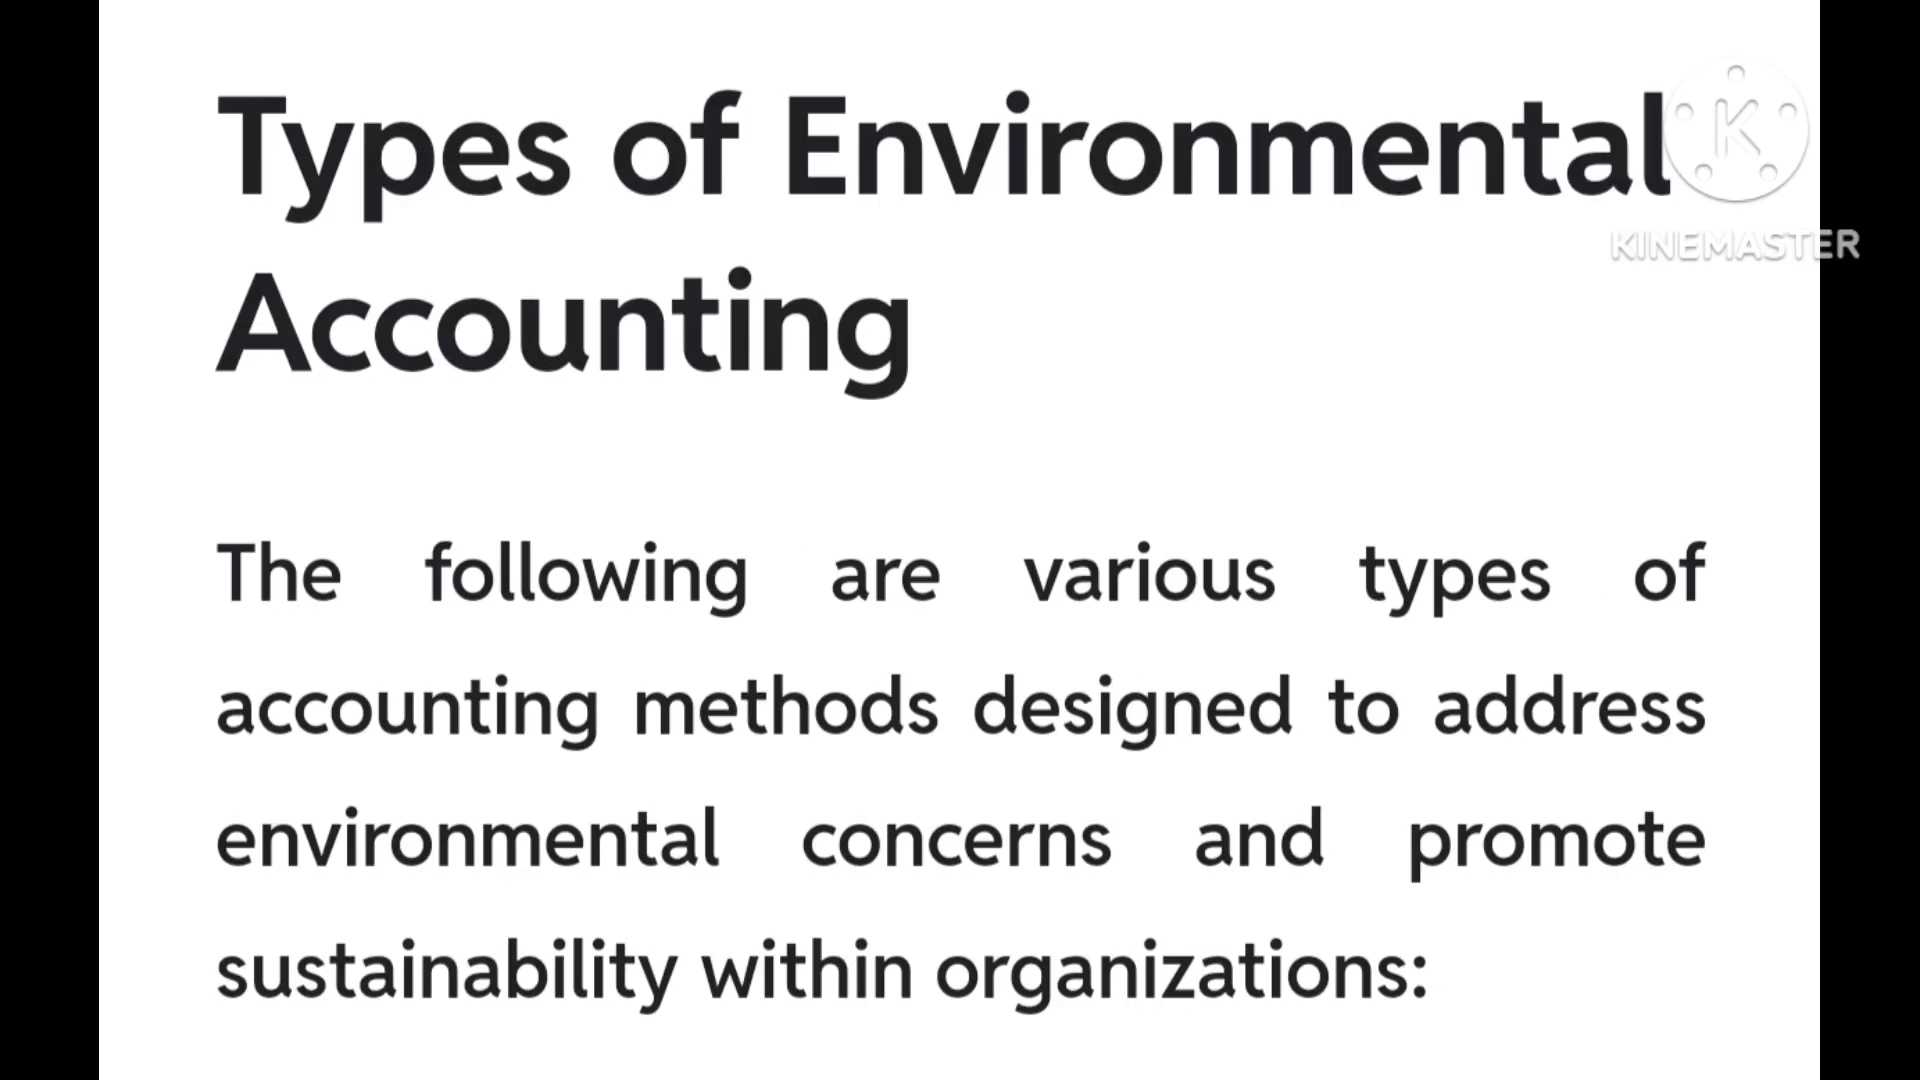 Types of Environmental
Accounting
K
KINEMASTER
The following are various types of
accounting methods designed to address
environmental concerns and promote
sustainability within organizations: